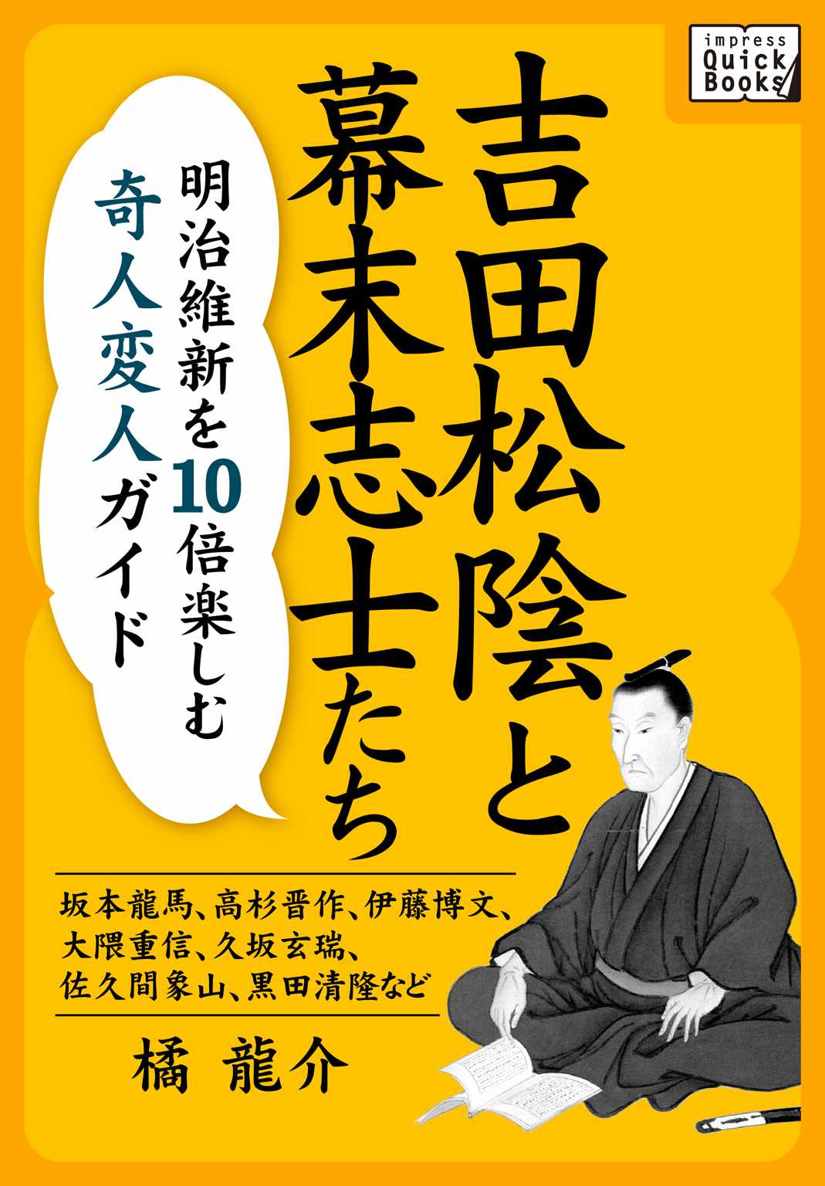 impress
Quick
Books
吉田松陰と
幕末志士たち
明治維新を10倍楽しむ
奇人変人ガイド
坂本龍馬、高杉晋作、伊藤博文、
大隈重信、久坂玄瑞、
佐久間象山、黒田清隆など
橘 龍介